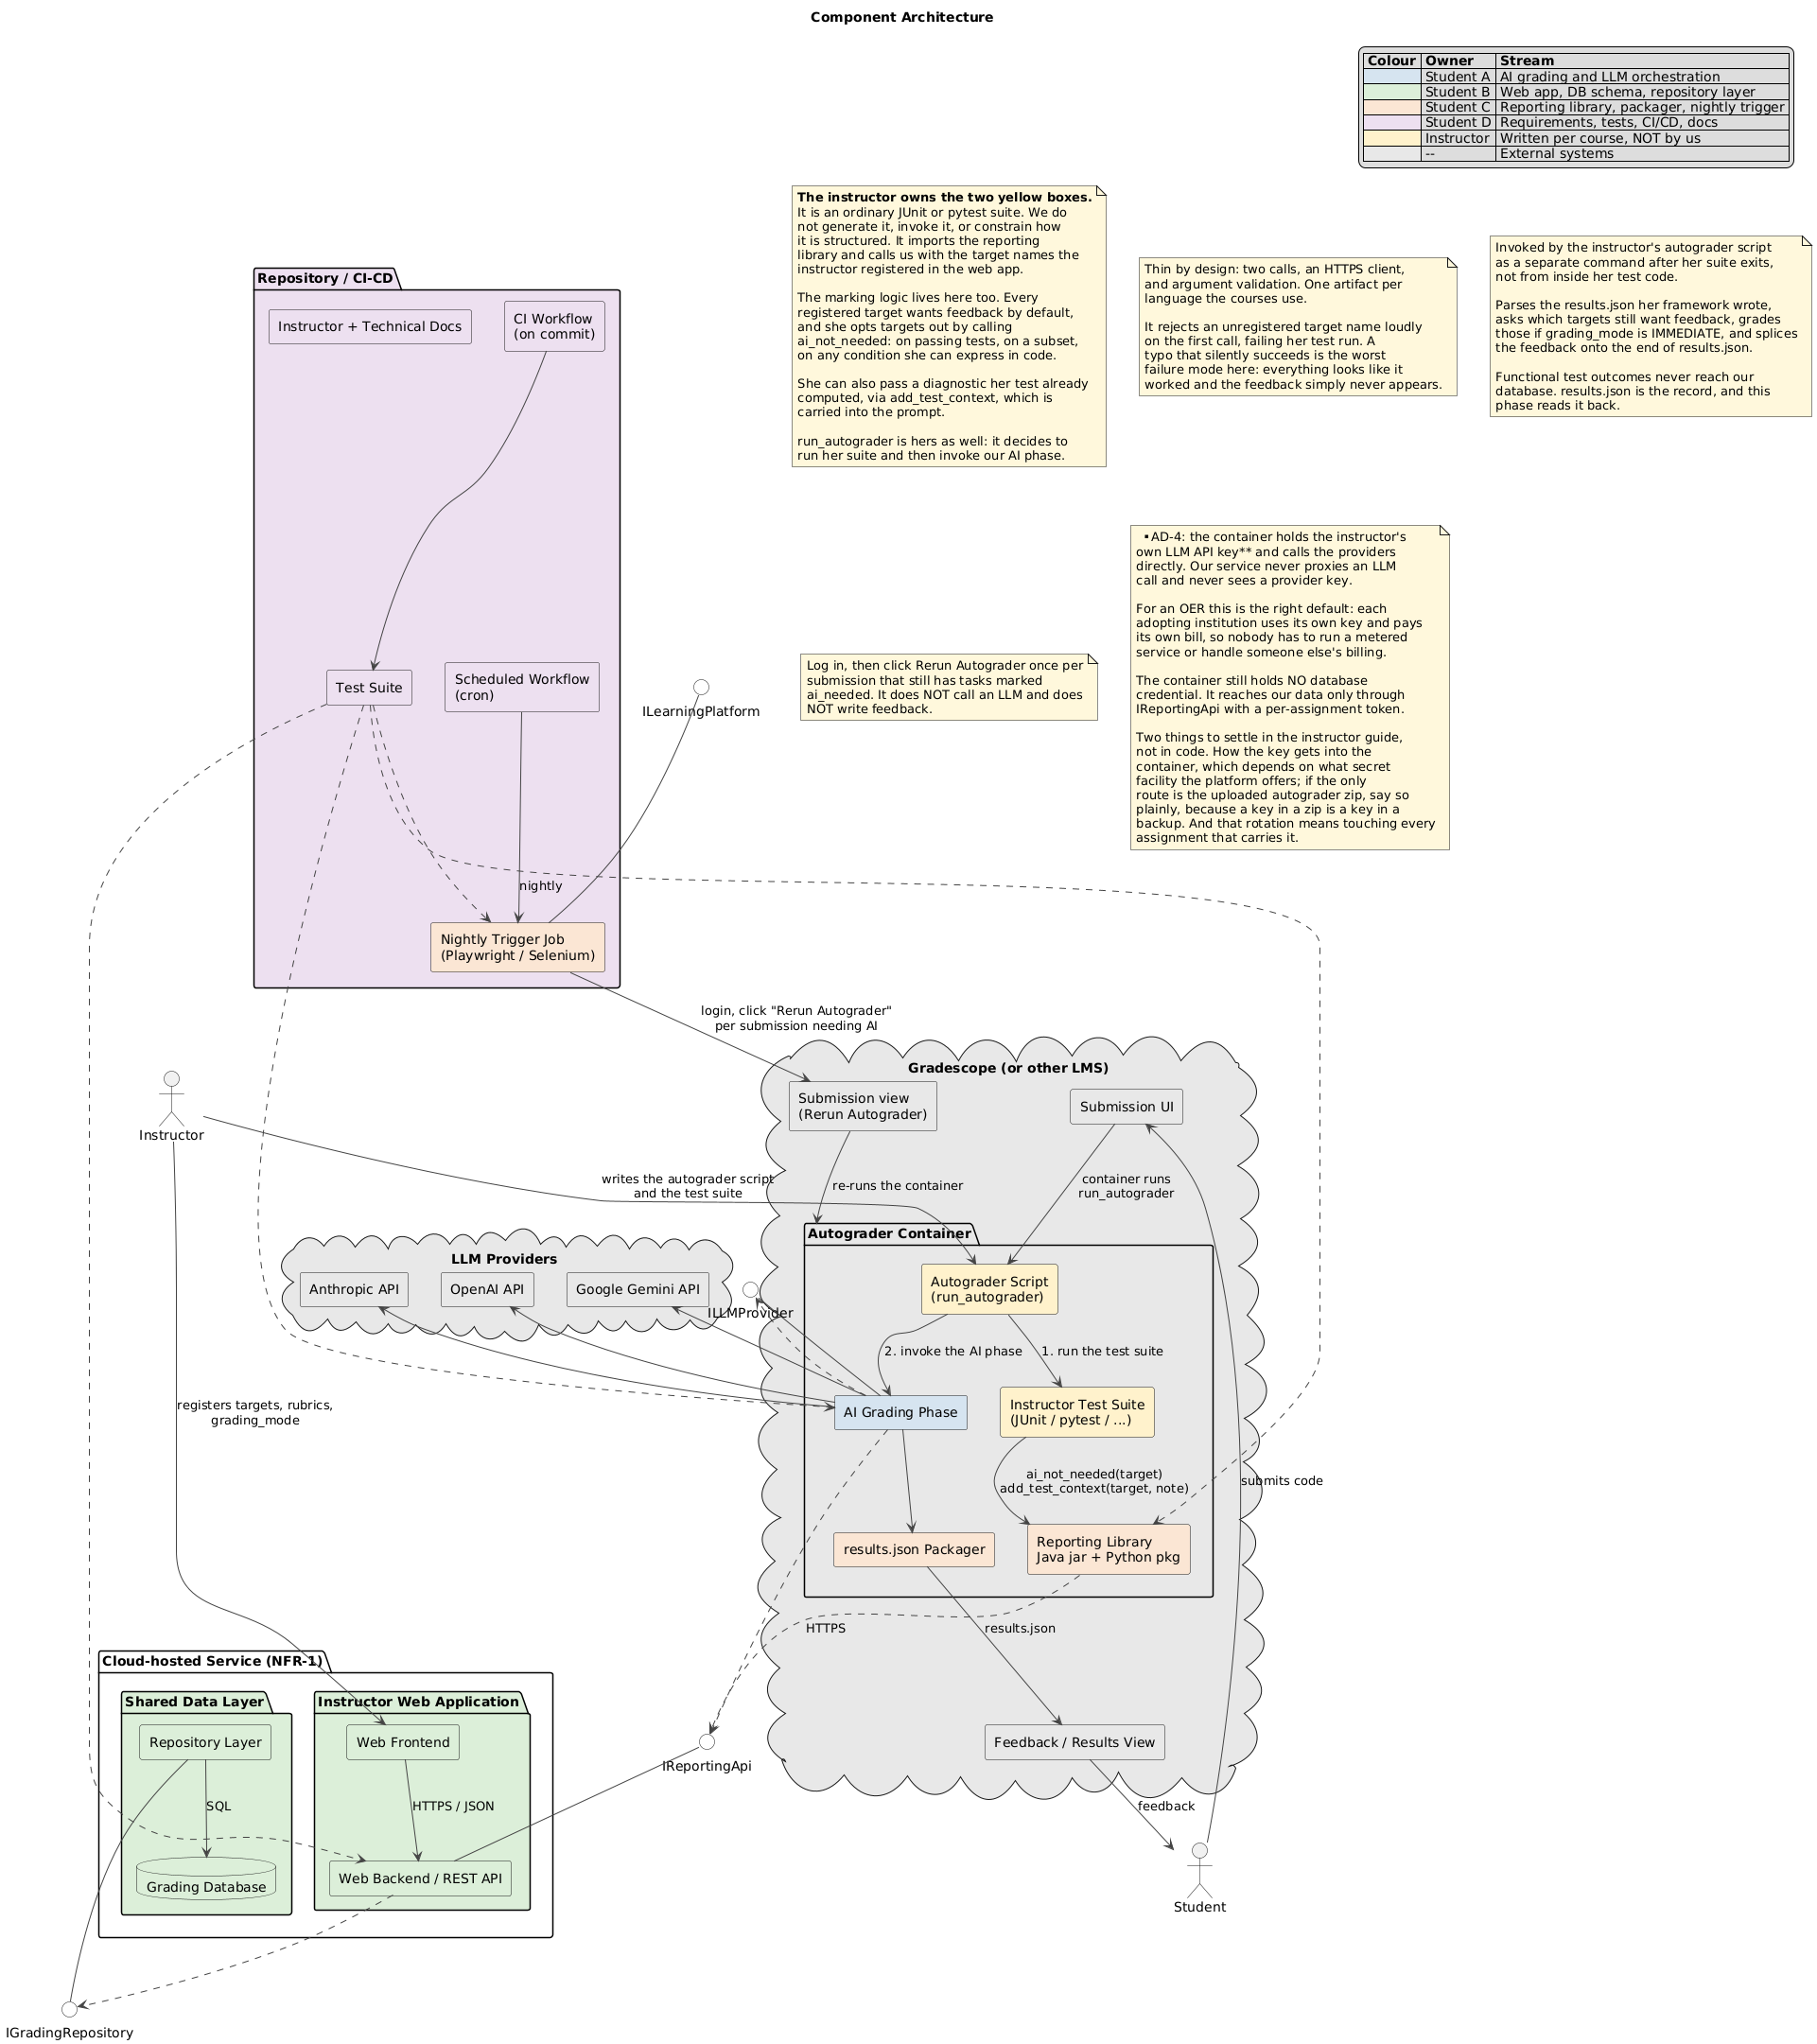 Component Architecture
Colour Owner Stream
Student A AI grading and LLM orchestration
Student B Web app, DB schema, repository layer
Student C Reporting library, packager, nightly trigger
Student D Requirements, tests, CI/CD, docs
Instructor Written per course, NOT by us
-- External systems
The instructor owns the two yellow boxes.
It is an ordinary JUnit or pytest suite. We do
not generate it, invoke it, or constrain how
it is structured. It imports the reporting
library and calls us with the target names the
instructor registered in the web app.
The marking logic lives here too. Every
registered target wants feedback by default,
and she opts targets out by calling
ai_not_needed: on passing tests, on a subset,
on any condition she can express in code.
She can also pass a diagnostic her test already
computed, via add_test_context, which is
carried into the prompt.
run_autograder is hers as well: it decides to
run her suite and then invoke our AI phase.
Thin by design: two calls, an HTTPS client,
and argument validation. One artifact per
language the courses use.
It rejects an unregistered target name loudly
on the first call, failing her test run. A
typo that silently succeeds is the worst
failure mode here: everything looks like it
worked and the feedback simply never appears.
Invoked by the instructor's autograder script
as a separate command after her suite exits,
not from inside her test code.
Parses the results.json her framework wrote,
asks which targets still want feedback, grades
those if grading_mode is IMMEDIATE, and splices
the feedback onto the end of results.json.
Functional test outcomes never reach our
database. results.json is the record, and this
phase reads it back.
Repository / CI-CD
Instructor + Technical Docs
CI Workflow
(on commit)
▪ AD-4: the container holds the instructor's
own LLM API key** and calls the providers
directly. Our service never proxies an LLM
call and never sees a provider key.
For an OER this is the right default: each
adopting institution uses its own key and pays
its own bill, so nobody has to run a metered
service or handle someone else's billing.
The container still holds NO database
credential. It reaches our data only through
IReportingApi with a per-assignment token.
Two things to settle in the instructor guide,
not in code. How the key gets into the
container, which depends on what secret
facility the platform offers; if the only
route is the uploaded autograder zip, say so
plainly, because a key in a zip is a key in a
backup. And that rotation means touching every
assignment that carries it.
Log in, then click Rerun Autograder once per
submission that still has tasks marked
ai_needed. It does NOT call an LLM and does
NOT write feedback.
Test Suite
Scheduled Workflow
(cron)
ILearningPlatform
nightly
Nightly Trigger Job
(Playwright / Selenium)
login, click "Rerun Autograder"
per submission needing AI
Gradescope (or other LMS)
Submission view
(Rerun Autograder)
Submission UI
Instructor
writes the autograder script
and the test suite
re-runs the container
container runs
run_autograder
Autograder Container
LLM Providers
Anthropic API
OpenAI API
Google Gemini API
ILLMProvider
Autograder Script
(run_autograder)
2. invoke the AI phase
1. run the test suite
AI Grading Phase
Instructor Test Suite
(JUnit / pytest / ...)
registers targets, rubrics,
grading_mode
ai_not_needed(target)
add_test_context(target, note)
submits code
results.json Packager
Reporting Library
Java jar + Python pkg
HTTPS
results.json
Cloud-hosted Service (NFR-1)
Shared Data Layer
Instructor Web Application
Repository Layer
Web Frontend
IReportingApi
Feedback / Results View
SQL
HTTPS / JSON
feedback
Grading Database
Web Backend / REST API
Student
IGradingRepository